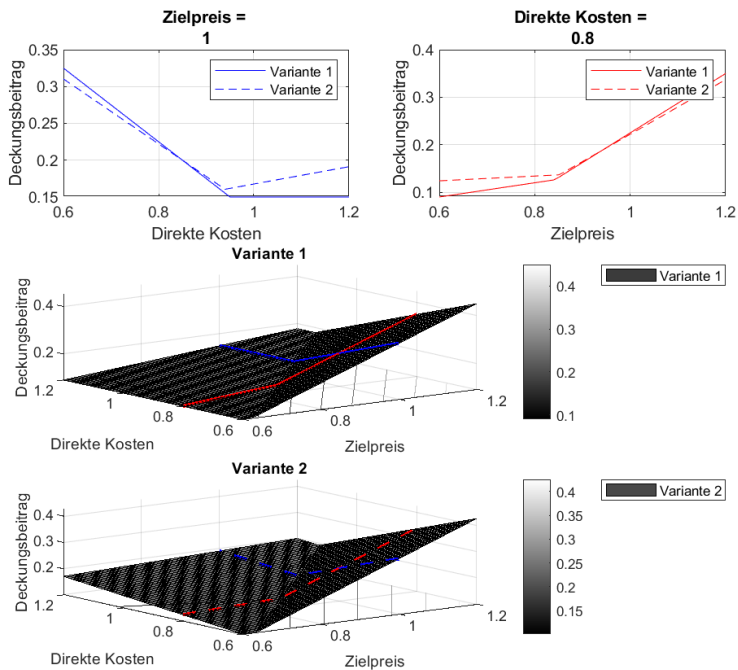 Zielpreis =
1
Deckungsbeitrag
0.35
0.3
0.25
0.2
0.15
0.6
0.8
1
1.2
Direkte Kosten
Variante 1
Variante 2
Direkte Kosten =
0.8
Deckungsbeitrag
0.4
0.3
0.2
0.1
0.6
0.8
1
1.2
Zielpreis
Variante 1
Variante 2
Variante 1
Deckungsbeitrag
0.4
0.2
1.2
1
0.8
0.6
Direkte Kosten
0.6
0.8
1
1.2
Zielpreis
0.4
0.3
0.2
0.1
Variante 1
Variante 2
Deckungsbeitrag
0.4
0.3
0.2
1.2
1
0.8
0.6
Direkte Kosten
0.6
0.8
1
1.2
Zielpreis
0.4
0.35
0.3
0.25
0.2
0.15
Variante 2